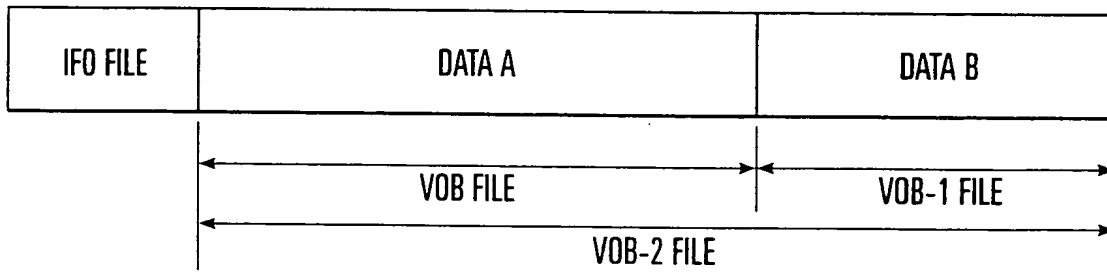 IFO FILE
DATA A
DATA B
VOB FILE
VOB-1 FILE
VOB-2 FILE